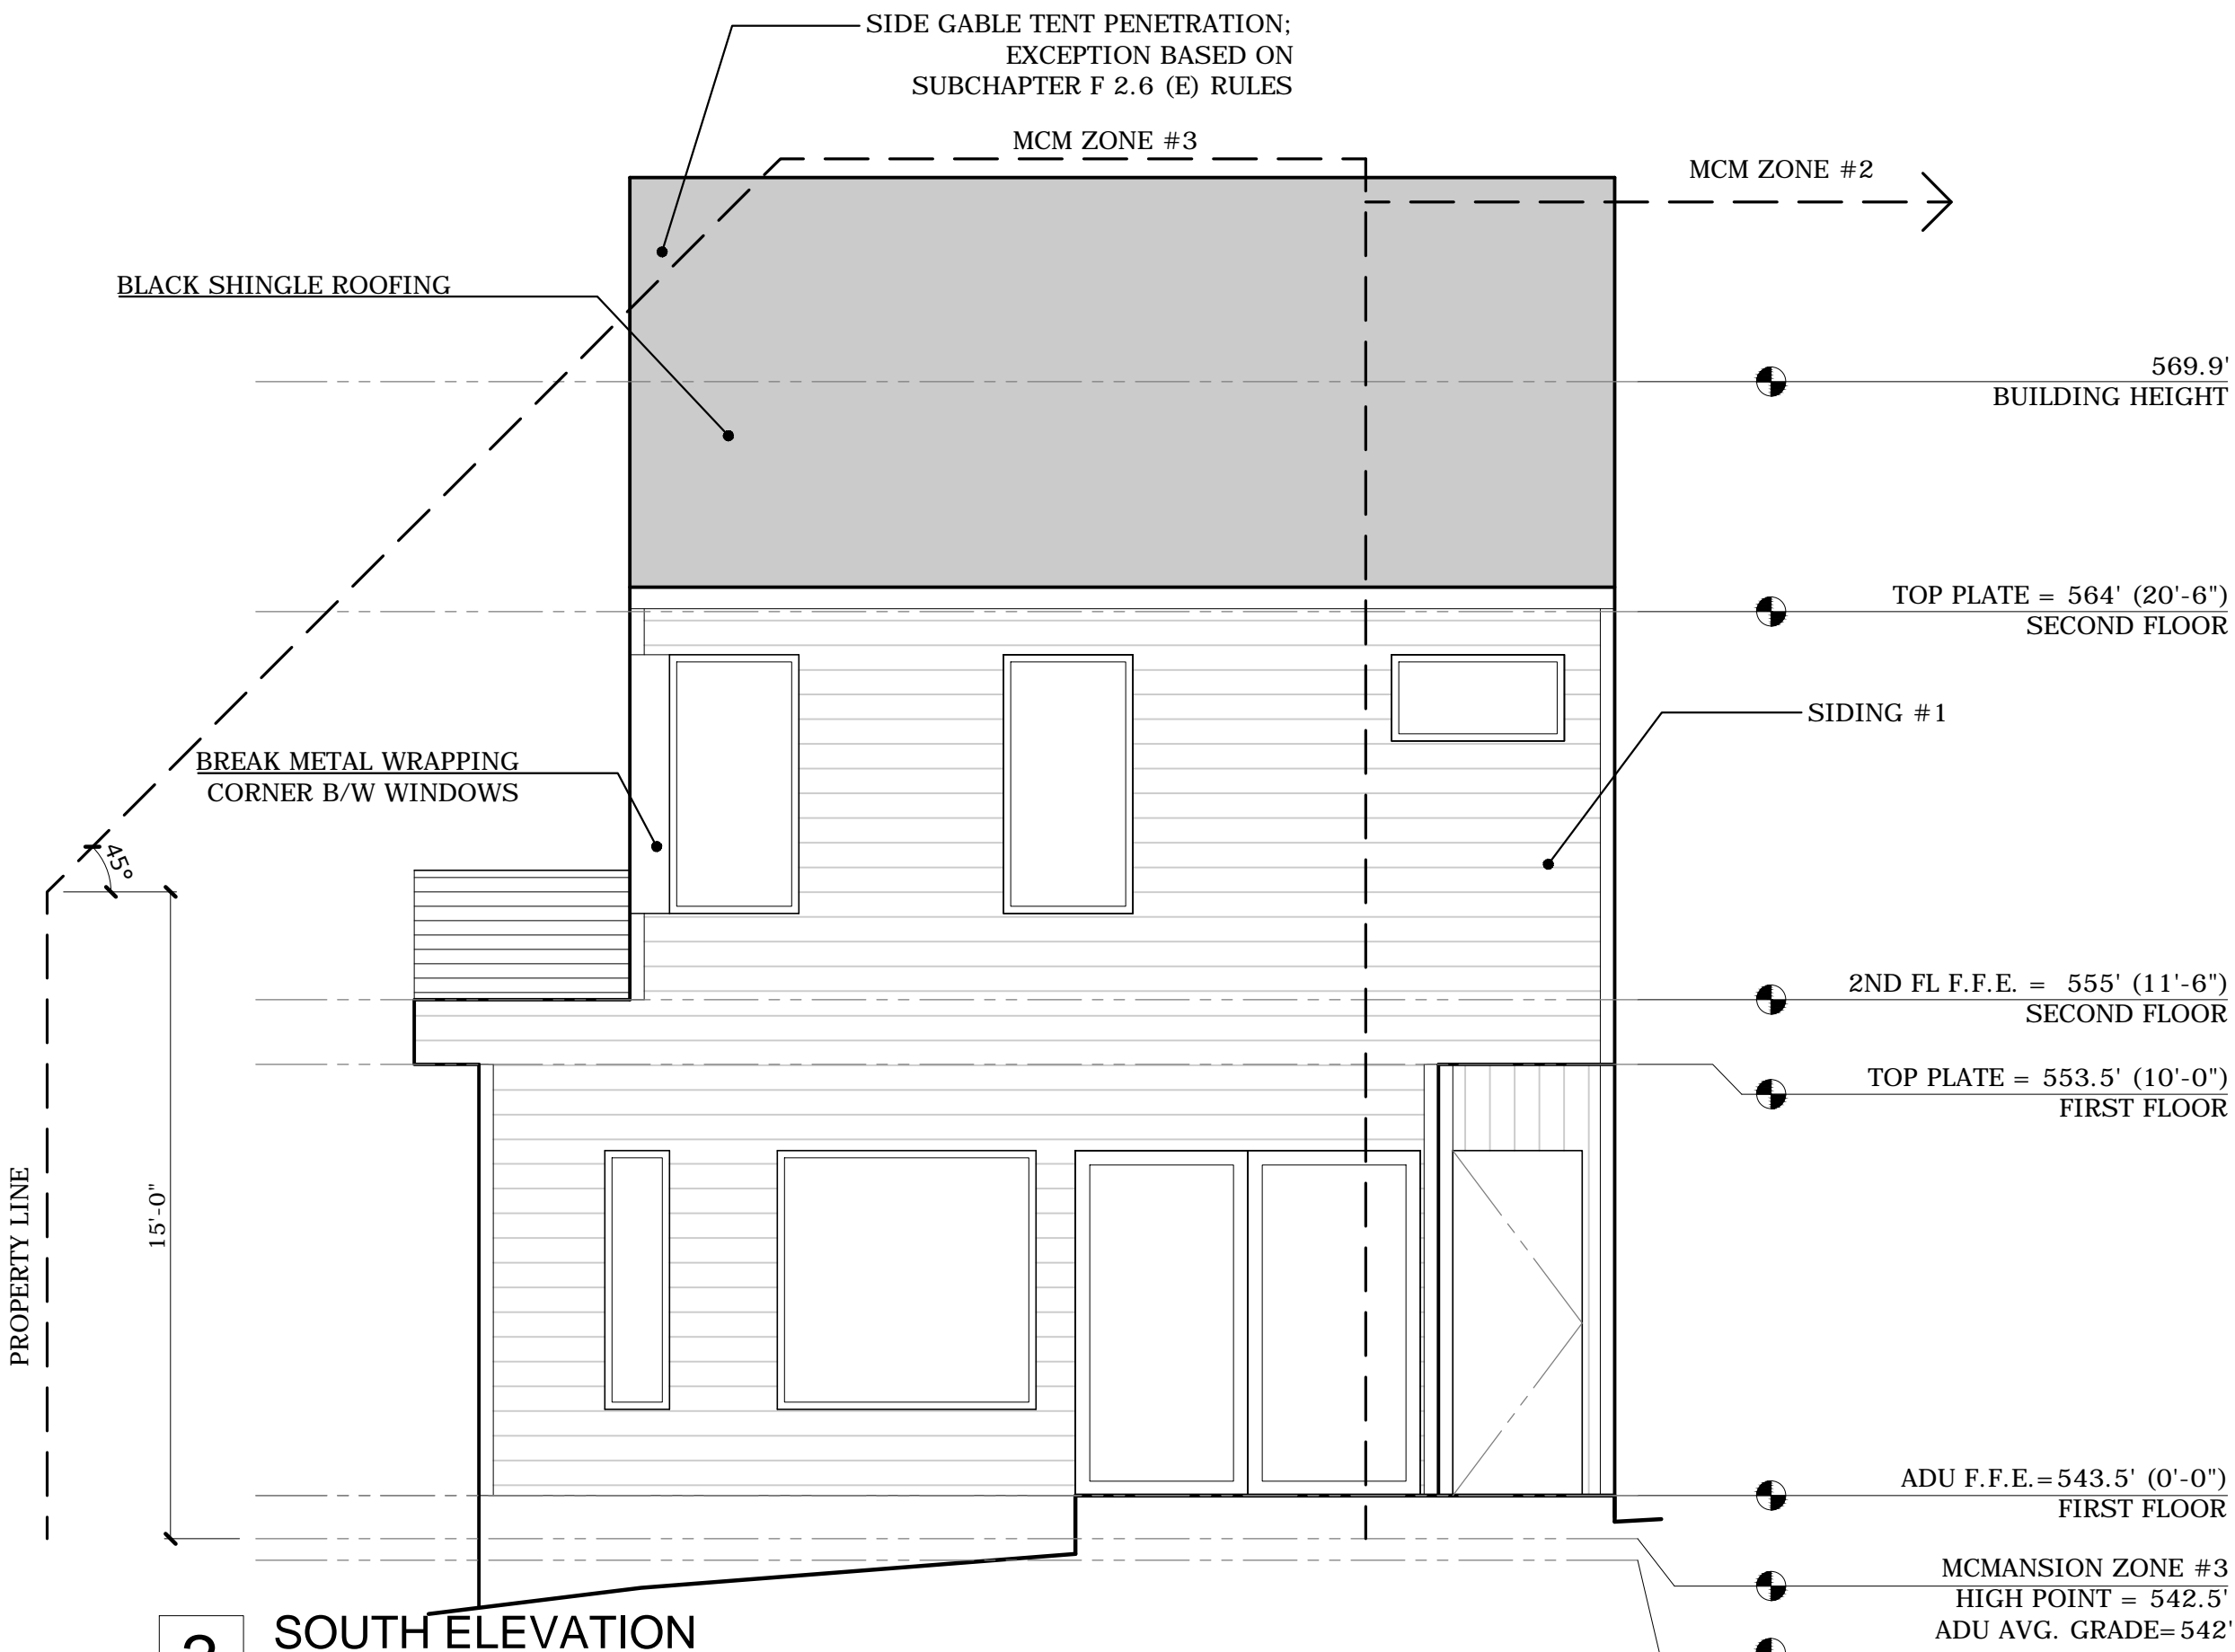 SIDE GABLE TENT PENETRATION;
EXCEPTION BASED ON
SUBCHAPTER F 2.6 (E) RULES
MCM ZONE #3
MCM ZONE #2
BLACK SHINGLE ROOFING
569.9'
BUILDING HEIGHT
TOP PLATE = 564' (20'-6")
SECOND FLOOR
SIDING #1
BREAK METAL WRAPPING
CORNER B/W WINDOWS
45°
2ND FL F.F.E. = 555' (11'-6")
SECOND FLOOR
TOP PLATE = 553.5' (10'-0")
FIRST FLOOR
PROPERTY LINE
15'-0"
ADU F.F.E.=543.5' (0'-0")
FIRST FLOOR
MCMANSION ZONE #3
HIGH POINT = 542.5'
ADU AVG. GRADE=542'
SOUTH ELEVATION